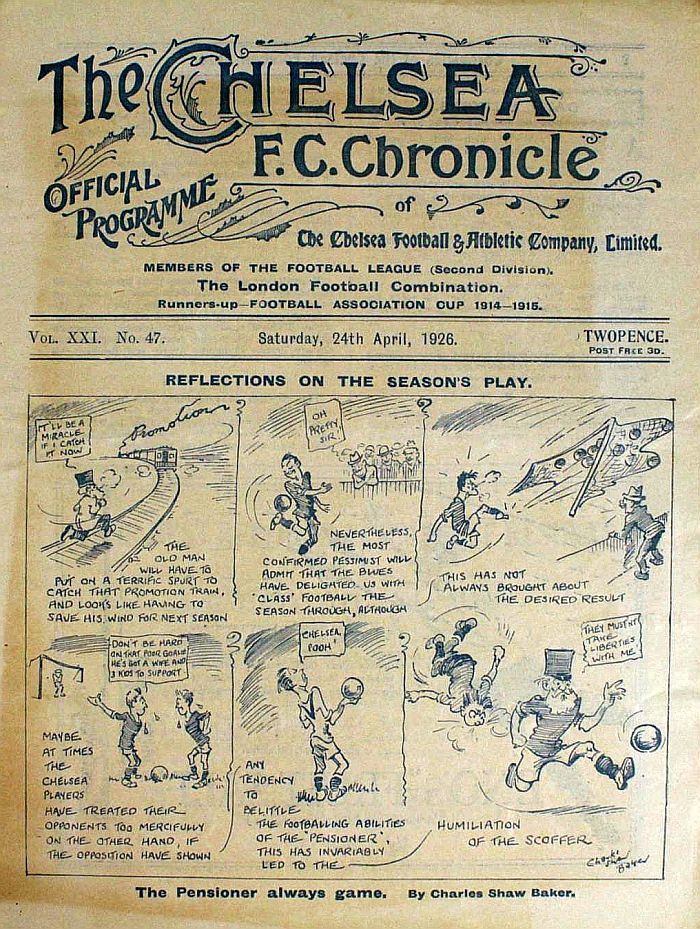 The CHELSEA
F.C. Chronicle
OFFICIAL
PROGRAMME
of
The Chelsea Football & Athletic Company, Limited.
MEMBERS OF THE FOOTBALL LEAGUE (Second Division).
The London Football Combination.
Runners-up—FOOTBALL ASSOCIATION CUP 1914—1915.
VOL. XXI. No. 47.
Saturday, 24th April, 1926.
TWOPENCE.
POST FREE 3D.
REFLECTIONS ON THE SEASON'S PLAY.
IT'LL BE A
MIRACLE
IF I CATCH
IT NOW
Promotion
THE
OLD MAN
WILL HAVE TO
PUT ON A TERRIFIC SPURT TO
CATCH THAT PROMOTION TRAIN,
AND LOOKS LIKE HAVING TO
SAVE HIS WIND FOR NEXT SEASON
OH
PRETTY,
SIR
NEVERTHELESS,
THE MOST
CONFIRMED PESSIMIST WILL
ADMIT THAT THE BLUES
HAVE DELIGHTED US WITH
"CLASS" FOOTBALL THE
SEASON THROUGH, ALTHOUGH
THIS HAS NOT
ALWAYS BROUGHT ABOUT
THE DESIRED RESULT
DON'T BE HARD
ON THAT POOR GOALIE
HE'S GOT A WIFE AND
3 KIDS TO SUPPORT
MAYBE
AT TIMES
THE
CHELSEA
PLAYERS
HAVE TREATED THEIR
OPPONENTS TOO MERCIFULLY
ON THE OTHER HAND, IF
THE OPPOSITION HAVE SHOWN
CHELSEA,
POOH
ANY
TENDENCY
TO
BELITTLE
THE FOOTBALLING ABILITIES
OF THE "PENSIONER",
THIS HAS INVARIABLY
LED TO THE
THEY MUSTN'T
TAKE
LIBERTIES
WITH ME
HUMILIATION
OF THE SCOFFER
Charles
Shaw
Baker
The Pensioner always game. By Charles Shaw Baker.